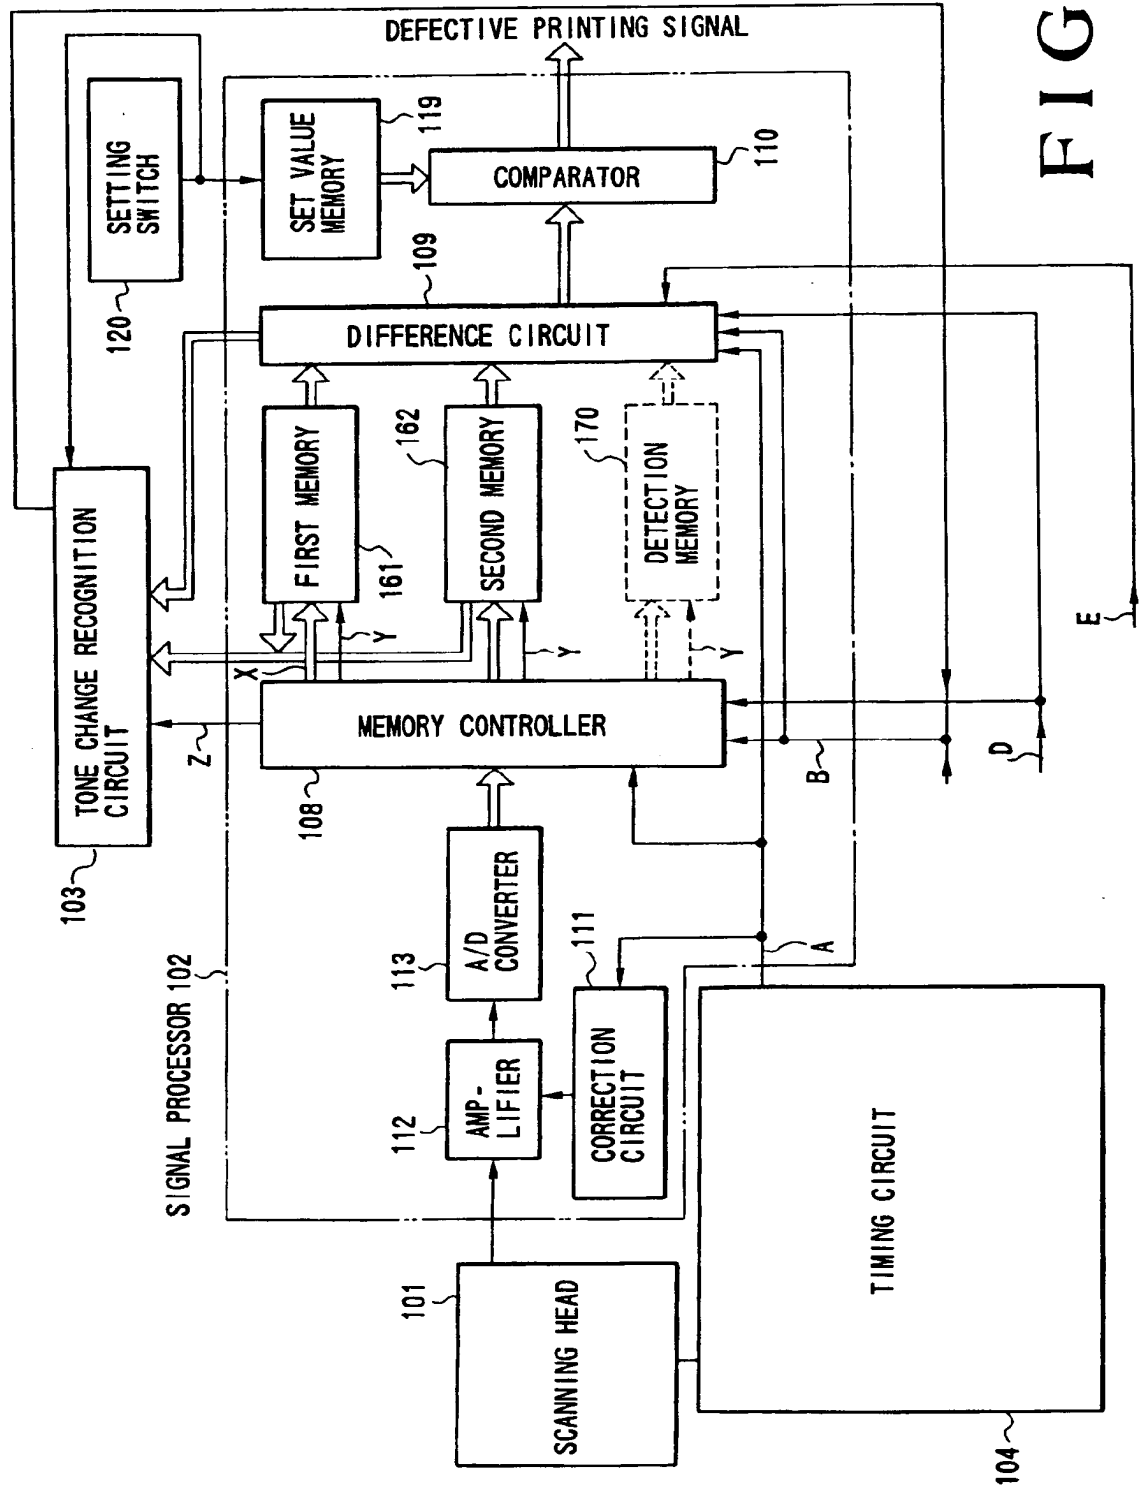 DEFECTIVE PRINTING SIGNAL
FIG
SETTING
SWITCH
120
SET VALUE
MEMORY
119
COMPARATOR
110
DIFFERENCE CIRCUIT
109
TONE CHANGE RECOGNITION
CIRCUIT
103
FIRST MEMORY
161
SECOND MEMORY
162
DETECTION
MEMORY
170
X
Y
Y
Y
Z
MEMORY CONTROLLER
108
A/D
CONVERTER
113
AMP-
LIFIER
112
CORRECTION
CIRCUIT
111
SIGNAL PROCESSOR 102
SCANNING HEAD
101
TIMING CIRCUIT
104
A
B
D
E